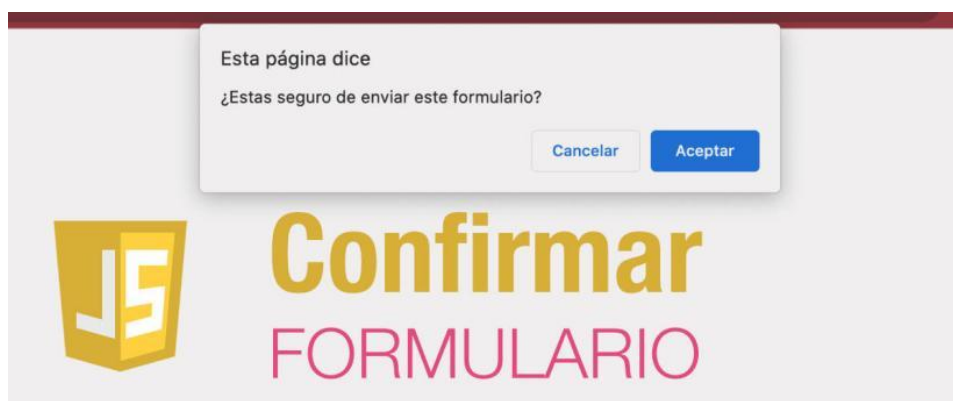 Esta página dice
¿Estas seguro de enviar este formulario?
Cancelar Aceptar
JS
Confirmar
FORMULARIO